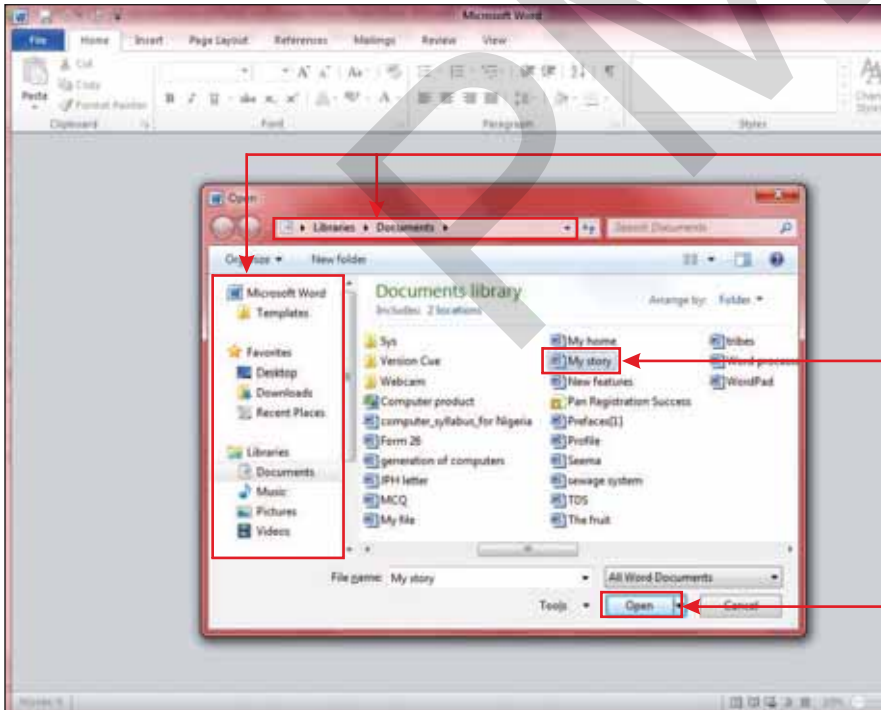 Microsoft Word
File Home Insert Page Layout References Mailings Review View
Cut
Copy
Format Painter
Paste
Clipboard Font Paragraph Styles
Open
Libraries Documents
Search Documents
Organize New folder
Microsoft Word
Templates
Favorites
Desktop
Downloads
Recent Places
Libraries
Documents
Music
Pictures
Videos
Documents library
Includes: 2 locations
Arrange by: Folder
Sys
Version Cue
Webcam
Computer product
computer_syllabus_for Nigeria
Form 26
generation of computers
JPH letter
MCQ
My file
My home
My story
New features
Pan Registration Success
Prefaces[1]
Profile
Seema
sewage system
TDS
The fruit
tribes
Word process
WordPad
File name: My story
All Word Documents
Tools Open Cancel